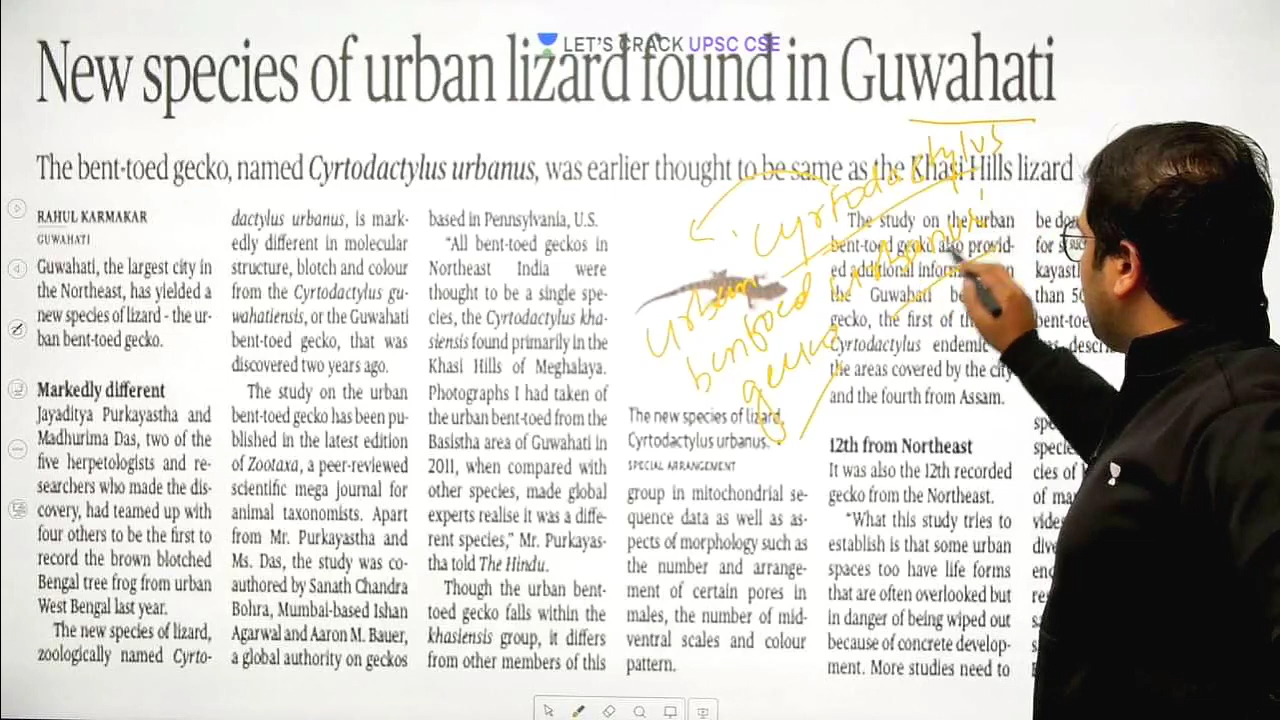 LET'S CRACK UPSC CSE
New species of urban lizard found in Guwahati
The bent-toed gecko, named Cyrtodactylus urbanus, was earlier thought to be same as the Khasi Hills lizard
RAHUL KARMAKAR
GUWAHATI
Guwahati, the largest city in
the Northeast, has yielded a
new species of lizard - the ur-
ban bent-toed gecko.
Markedly different
Jayaditya Purkayastha and
Madhurima Das, two of the
five herpetologists and re-
searchers who made the dis-
covery, had teamed up with
four others to be the first to
record the brown blotched
Bengal tree frog from urban
West Bengal last year.
The new species of lizard,
zoologically named Cyrto-
dactylus urbanus, is mark-
edly different in molecular
structure, blotch and colour
from the Cyrtodactylus gu-
wahatiensis, or the Guwahati
bent-toed gecko, that was
discovered two years ago.
The study on the urban
bent-toed gecko has been pu-
blished in the latest edition
of Zootaxa, a peer-reviewed
scientific mega journal for
animal taxonomists. Apart
from Mr. Purkayastha and
Ms. Das, the study was co-
authored by Sanath Chandra
Bohra, Mumbai-based Ishan
Agarwal and Aaron M. Bauer,
a global authority on geckos
based in Pennsylvania, U.S.
"All bent-toed geckos in
Northeast India were
thought to be a single spe-
cies, the Cyrtodactylus kha-
siensis found primarily in the
Khasi Hills of Meghalaya.
Photographs I had taken of
the urban bent-toed from the
Basistha area of Guwahati in
2011, when compared with
other species, made global
experts realise it was a diffe-
rent species," Mr. Purkayas-
tha told The Hindu.
Though the urban bent-
toed gecko falls within the
khasiensis group, it differs
from other members of this
Cyrtodactylus
urbanus
urban
gecko
The new species of lizard,
Cyrtodactylus urbanus.
SPECIAL ARRANGEMENT
group in mitochondrial se-
quence data as well as as-
pects of morphology such as
the number and arrange-
ment of certain pores in
males, the number of mid-
ventral scales and colour
pattern.
The study on the urban
bent-toed gecko also provid-
ed additional
the Guwahati
gecko, the first of
Cyrtodactylus endemic
the areas covered by the city
and the fourth from Assam.
12th from Northeast
It was also the 12th recorded
gecko from the Northeast.
"What this study tries to
establish is that some urban
spaces too have life forms
that are often overlooked but
in danger of being wiped out
because of concrete develop-
ment. More studies need to
be
for
than